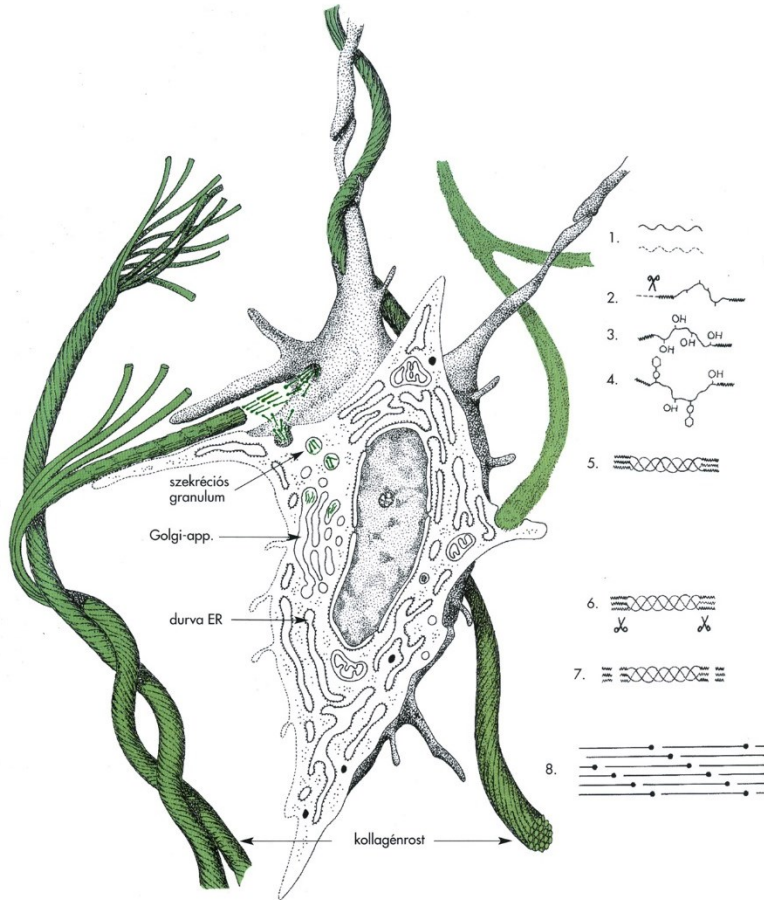 1.
2.
3. OH OH OH OH
4. OH OH
5.
szekréciós
granulum
Golgi-app.
durva ER
6.
7.
8.
kollagénrost